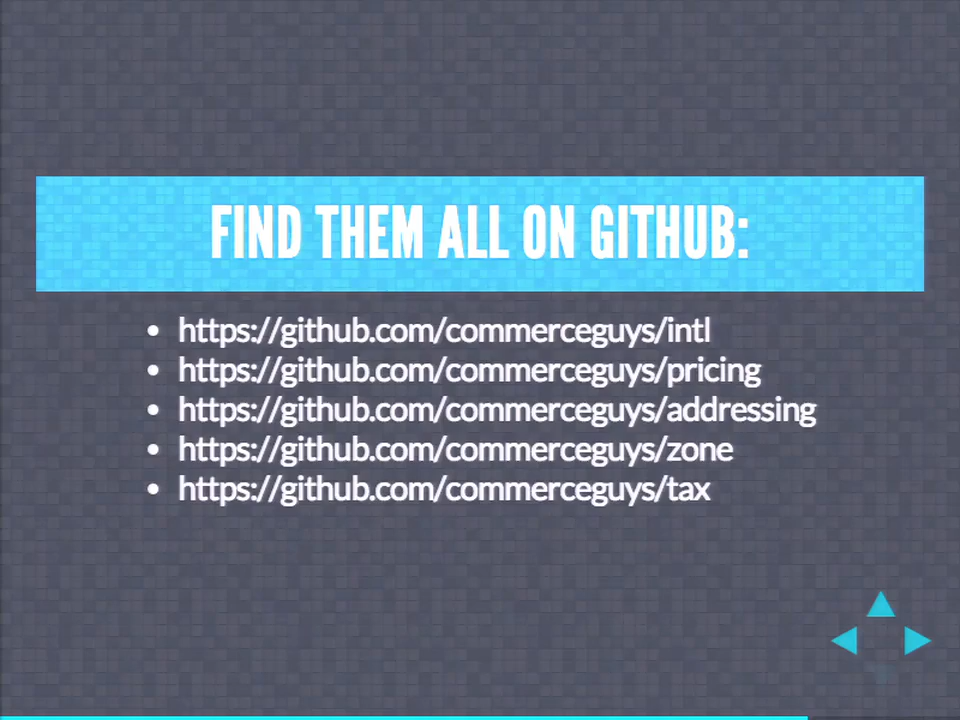 FIND THEM ALL ON GITHUB:
• https://github.com/commerceguys/intl
• https://github.com/commerceguys/pricing
• https://github.com/commerceguys/addressing
• https://github.com/commerceguys/zone
• https://github.com/commerceguys/tax